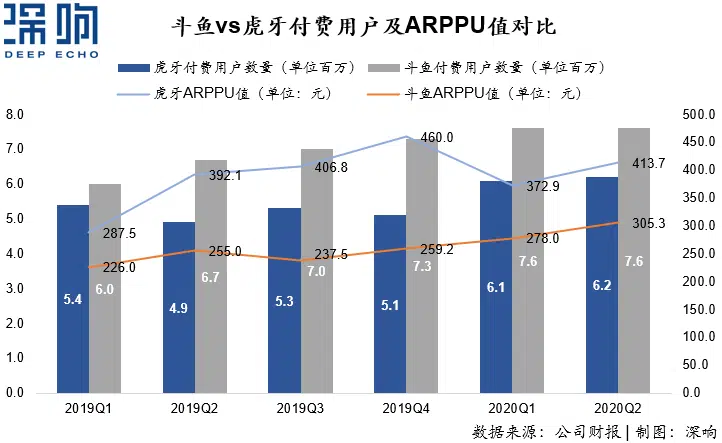 深响
DEEP ECHO
斗鱼vs虎牙付费用户及ARPPU值对比
虎牙付费用户数量（单位百万） 斗鱼付费用户数量（单位百万）
虎牙ARPPU值（单位：元） 斗鱼ARPPU值（单位：元）
8.0 500.0
7.0 450.0
6.0 400.0
5.0 350.0
4.0 300.0
3.0 250.0
2.0 200.0
1.0 150.0
0.0 100.0
50.0
0.0
287.5 392.1 406.8 460.0 372.9 413.7
226.0 255.0 237.5 259.2 278.0 305.3
5.4 6.0 4.9 6.7 5.3 7.0 5.1 7.3 6.1 7.6 6.2 7.6
2019Q1 2019Q2 2019Q3 2019Q4 2020Q1 2020Q2
数据来源：公司财报 | 制图：深响